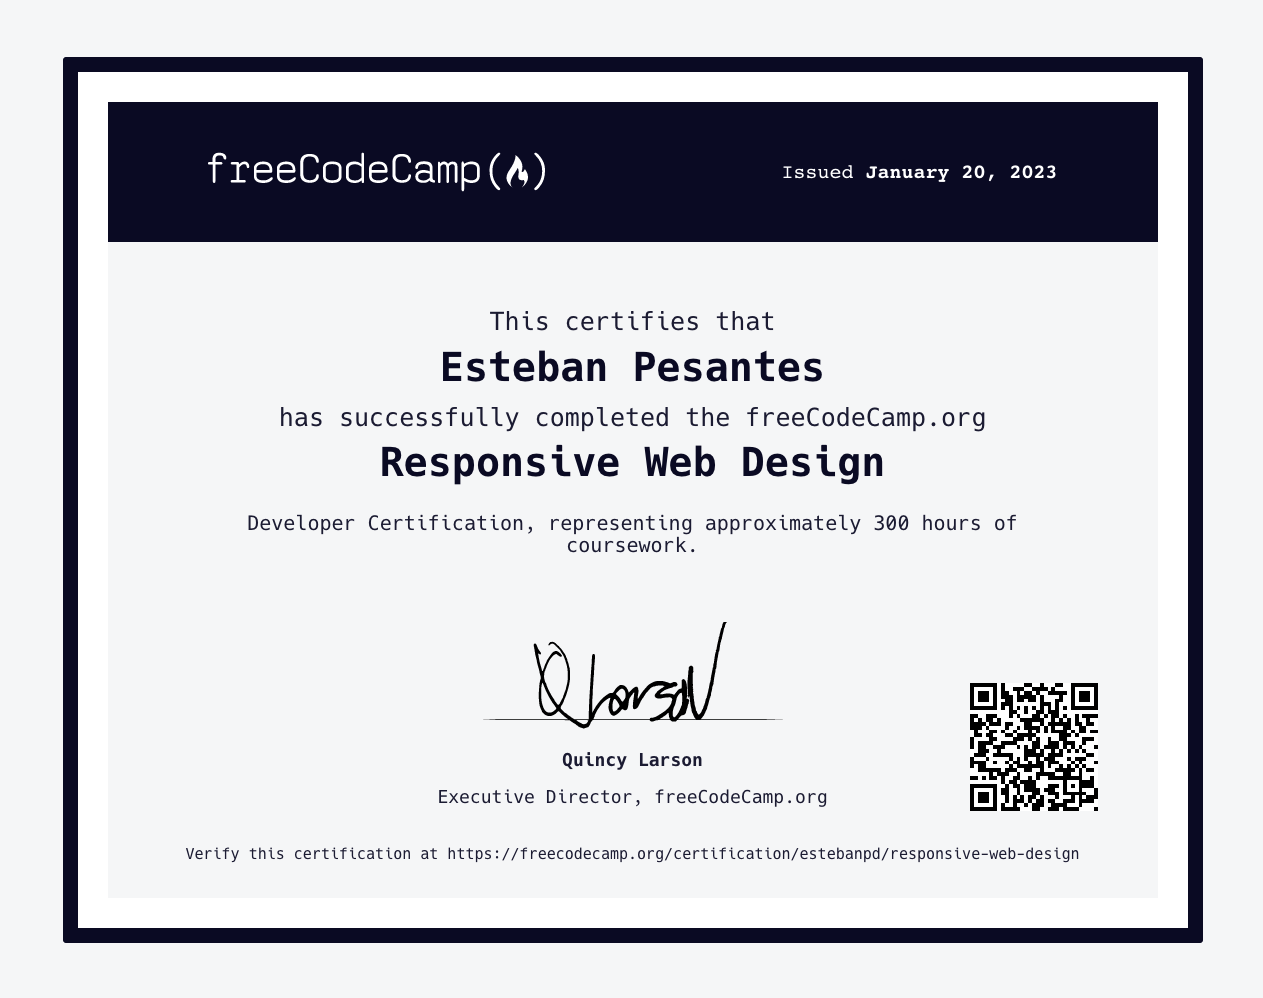 freeCodeCamp(🔥)
Issued January 20, 2023
This certifies that
Esteban Pesantes
has successfully completed the freeCodeCamp.org
Responsive Web Design
Developer Certification, representing approximately 300 hours of
coursework.
Q Larson
Quincy Larson
Executive Director, freeCodeCamp.org
Verify this certification at https://freecodecamp.org/certification/estebanpd/responsive-web-design